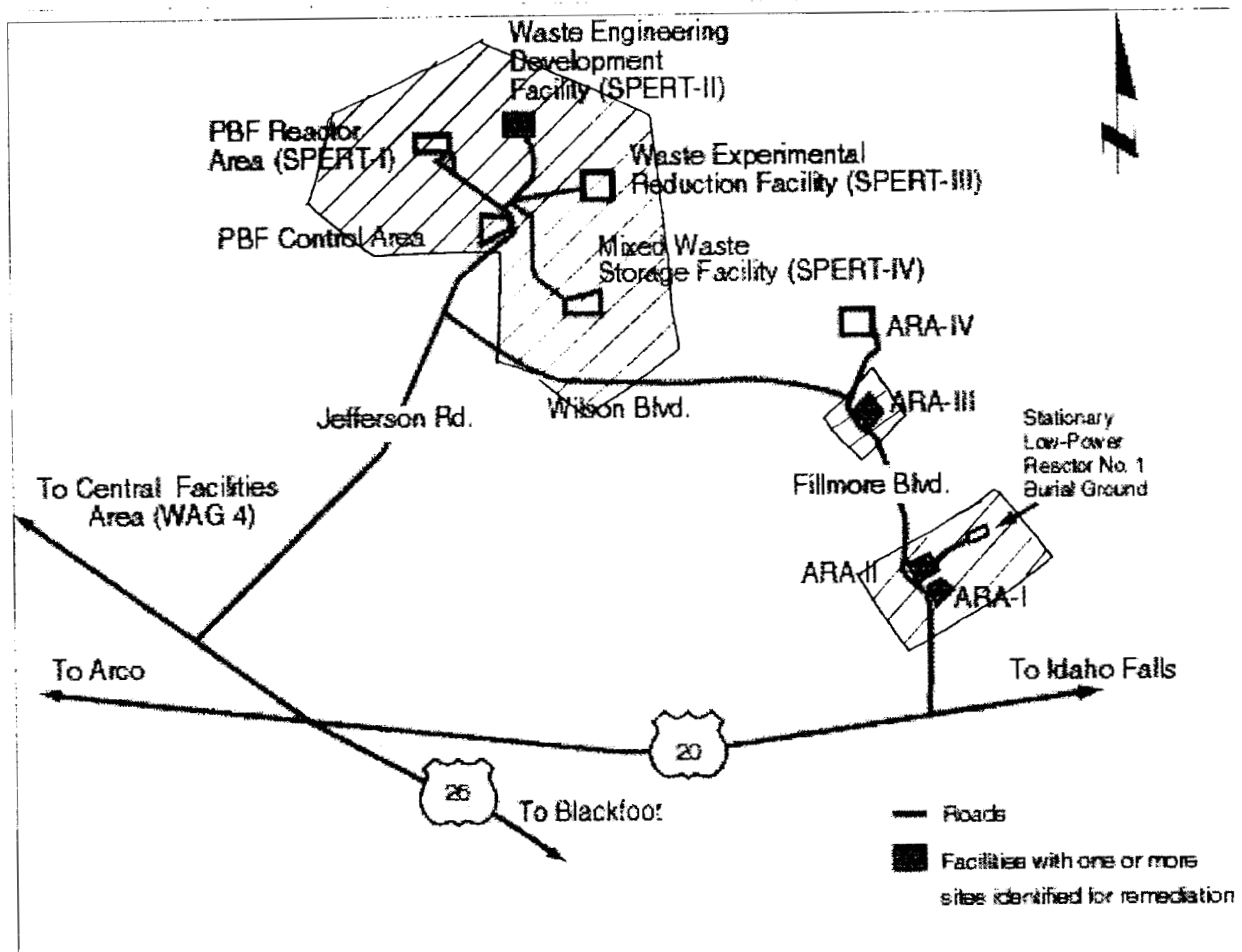 Waste Engineering
Development
Facility (SPERT-II)
PBF Reactor
Area (SPERT-I)
Waste Experimental
Reduction Facility (SPERT-III)
PBF Control Area
Mixed Waste
Storage Facility (SPERT-IV)
ARA-IV
ARA-III
Jefferson Rd.
Wilson Blvd.
Stationary
Low-Power
Reactor No. 1
Burial Ground
To Central Facilities
Area (WAG 4)
Fillmore Blvd.
ARA-II
ARA-I
To Arco
To Idaho Falls
20
26
To Blackfoot
Roads
Facilities with one or more
sites identified for remediation